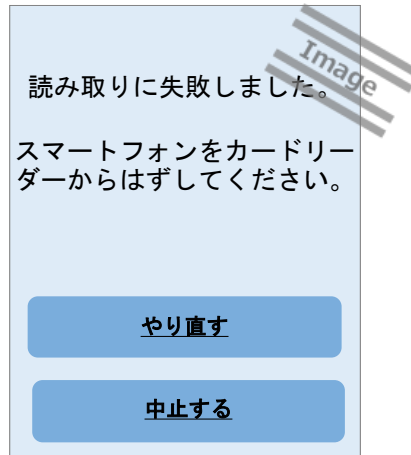 Image
読み取りに失敗しました。
スマートフォンをカードリー
ダーからはずしてください。
やり直す
中止する